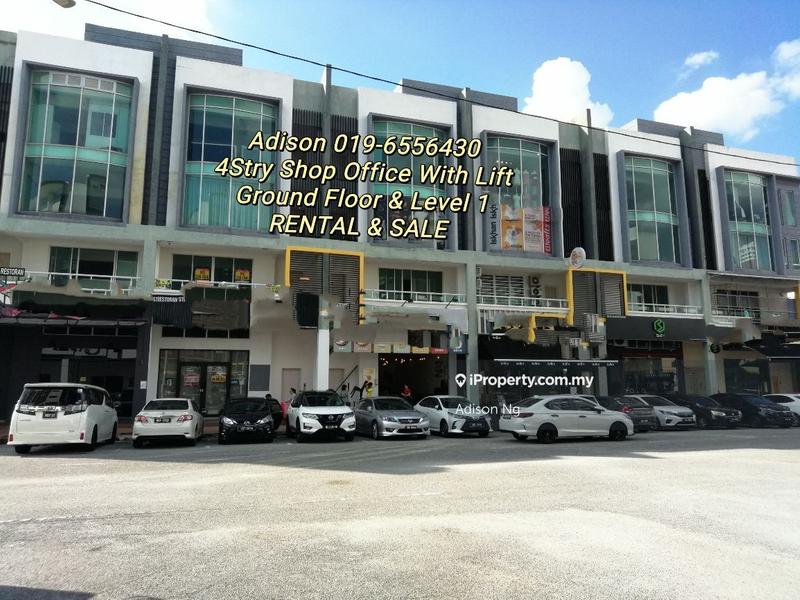 Adison 019-6556430
4Stry Shop Office With Lift
Ground Floor & Level 1
RENTAL & SALE
RESTORAN
iProperty.com.my
Adison Ng